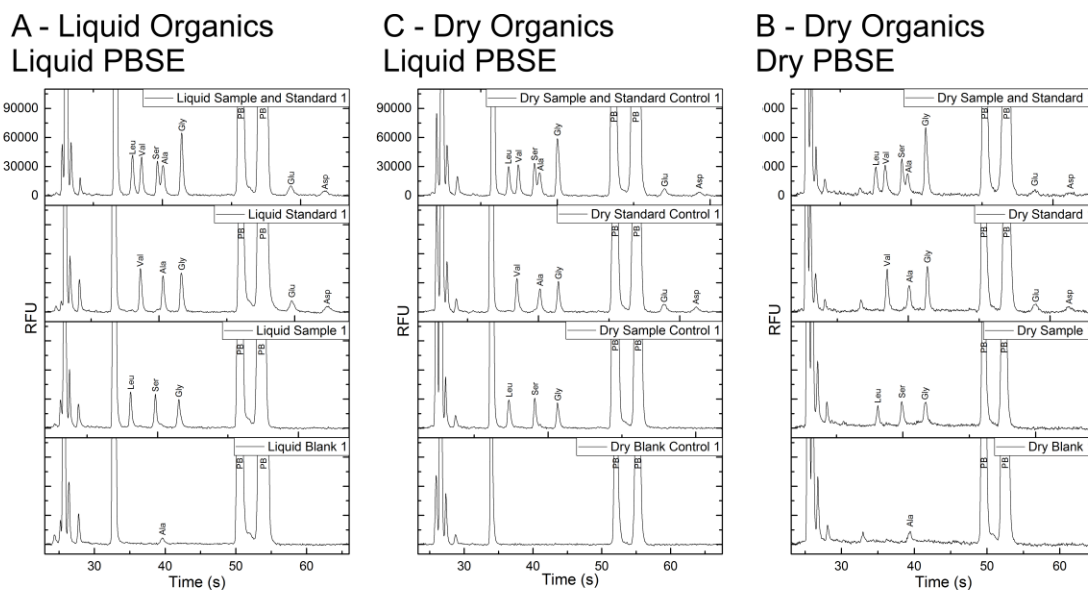 A - Liquid Organics
Liquid PBSE
RFU
90000
60000
30000
0
Liquid Sample and Standard 1
Leu
Val
Ser
Ala
Gly
PB
PB
Glu
Asp
Liquid Standard 1
Val
Ala
Gly
PB
PB
Glu
Asp
Liquid Sample 1
Leu
Ser
Gly
PB
PB
Liquid Blank 1
Ala
PB
PB
30
40
50
60
Time (s)
C - Dry Organics
Liquid PBSE
RFU
90000
60000
30000
0
Dry Sample and Standard Control 1
Leu
Val
Ser
Ala
Gly
PB
PB
Glu
Asp
Dry Standard Control 1
Val
Ala
Gly
PB
PB
Glu
Asp
Dry Sample Control 1
Leu
Ser
Gly
PB
PB
Dry Blank Control 1
PB
PB
30
40
50
60
Time (s)
B - Dry Organics
Dry PBSE
RFU
0000
0000
0000
0
Dry Sample and Standard
Leu
Val
Ser
Ala
Gly
PB
PB
Glu
Asp
Dry Standard
Val
Ala
Gly
PB
PB
Glu
Asp
Dry Sample
Leu
Ser
Gly
PB
PB
Dry Blank
Ala
PB
PB
30
40
50
60
Time (s)